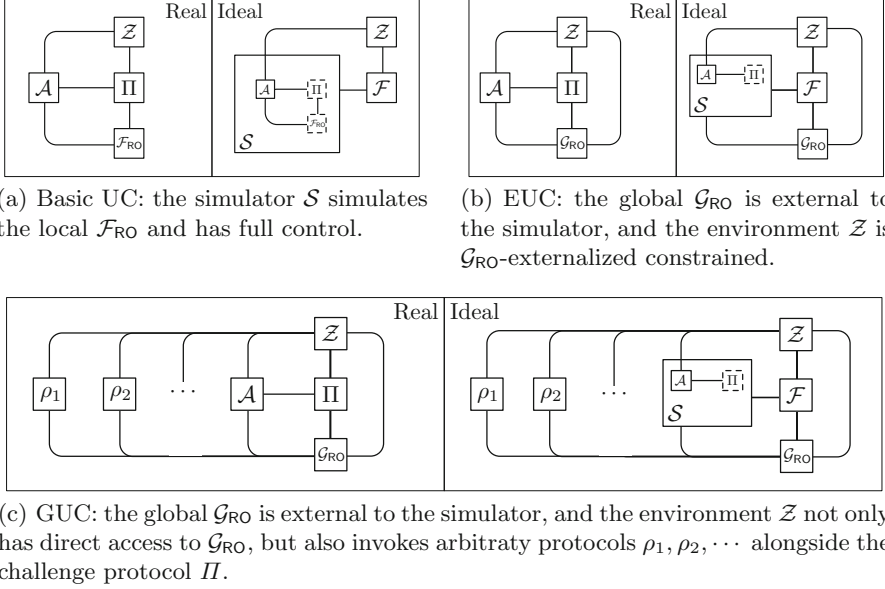 Real Ideal
𝒵 𝒵
𝒜 Π 𝒜 Π ℱ
ℱRO 𝒮 ℱRO
(a) Basic UC: the simulator 𝒮 simulates
the local ℱRO and has full control.
Real Ideal
𝒵 𝒵
𝒜 Π 𝒜 Π ℱ
𝒮
𝒢RO 𝒢RO
(b) EUC: the global 𝒢RO is external to
the simulator, and the environment 𝒵 is
𝒢RO-externalized constrained.
Real Ideal
𝒵 𝒵
ρ1 ρ2 ··· 𝒜 Π ρ1 ρ2 ··· 𝒜 Π ℱ
𝒮
𝒢RO 𝒢RO
(c) GUC: the global 𝒢RO is external to the simulator, and the environment 𝒵 not only
has direct access to 𝒢RO, but also invokes arbitraty protocols ρ1, ρ2, ··· alongside the
challenge protocol Π.